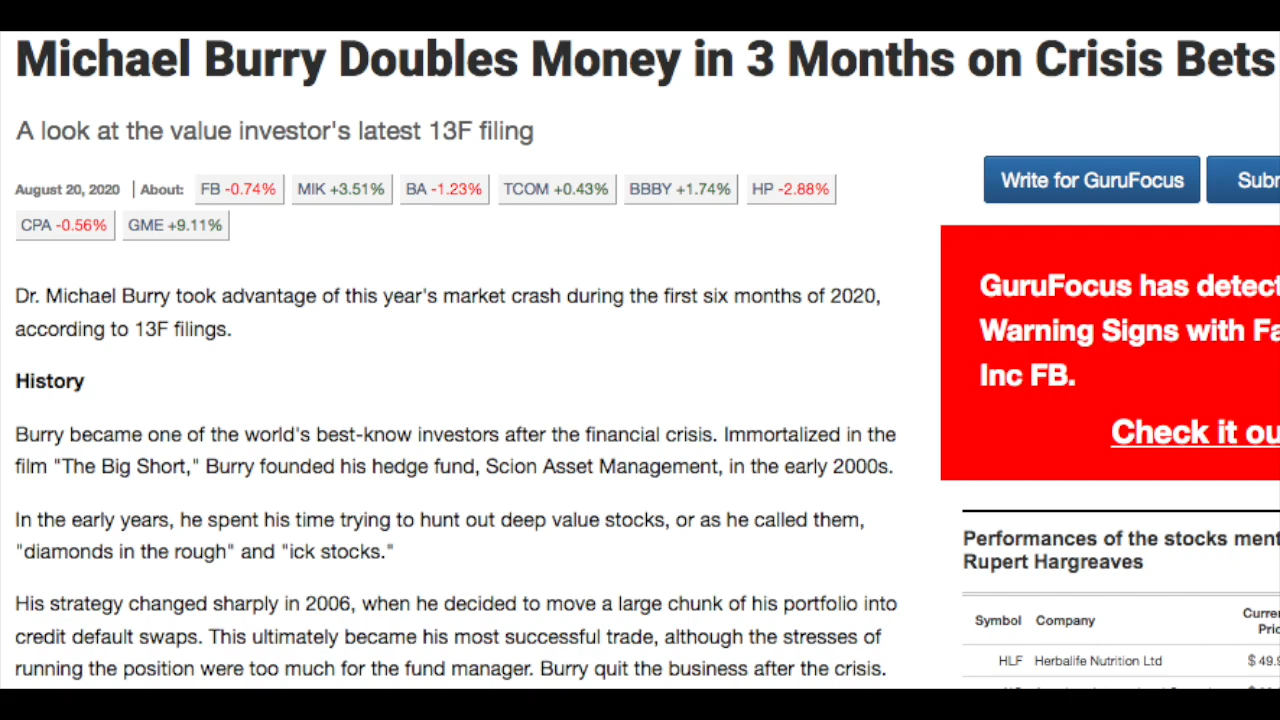 Michael Burry Doubles Money in 3 Months on Crisis Bets
A look at the value investor's latest 13F filing
August 20, 2020 | About: FB -0.74% MIK +3.51% BA -1.23% TCOM +0.43% BBBY +1.74% HP -2.88%
CPA -0.56% GME +9.11%
Write for GuruFocus
Subr
Dr. Michael Burry took advantage of this year's market crash during the first six months of 2020,
according to 13F filings.
History
Burry became one of the world's best-know investors after the financial crisis. Immortalized in the
film "The Big Short," Burry founded his hedge fund, Scion Asset Management, in the early 2000s.
In the early years, he spent his time trying to hunt out deep value stocks, or as he called them,
"diamonds in the rough" and "ick stocks."
His strategy changed sharply in 2006, when he decided to move a large chunk of his portfolio into
credit default swaps. This ultimately became his most successful trade, although the stresses of
running the position were too much for the fund manager. Burry quit the business after the crisis.
GuruFocus has detect
Warning Signs with Fa
Inc FB.
Check it ou
Performances of the stocks ment
Rupert Hargreaves
Symbol Company Curre
Pric
HLF Herbalife Nutrition Ltd $ 49.9